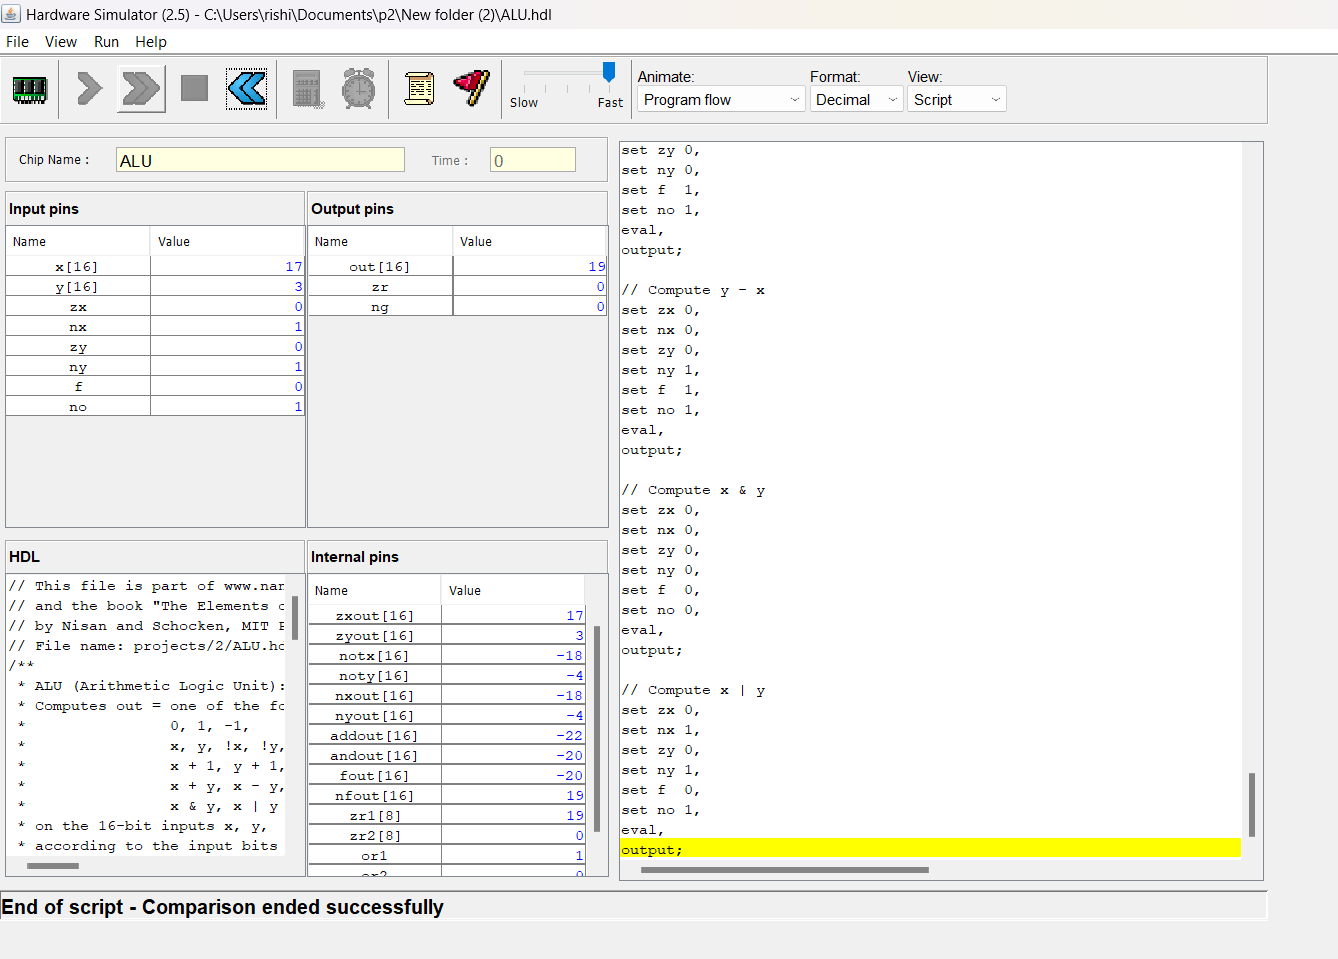 Hardware Simulator (2.5) - C:\Users\rishi\Documents\p2\New folder (2)\ALU.hdl
File View Run Help
Slow Fast
Animate: Format: View:
Program flow Decimal Script
Chip Name : ALU Time : 0
Input pins
Name Value
x[16] 17
y[16] 3
zx 0
nx 1
zy 0
ny 1
f 0
no 1
Output pins
Name Value
out[16] 19
zr 0
ng 0
HDL
// This file is part of www.nan
// and the book "The Elements o
// by Nisan and Schocken, MIT P
// File name: projects/2/ALU.hd
/**
* ALU (Arithmetic Logic Unit):
* Computes out = one of the fo
* 0, 1, -1,
* x, y, !x, !y,
* x + 1, y + 1,
* x + y, x - y,
* x & y, x | y
* on the 16-bit inputs x, y,
* according to the input bits
Internal pins
Name Value
zxout[16] 17
zyout[16] 3
notx[16] -18
noty[16] -4
nxout[16] -18
nyout[16] -4
addout[16] -22
andout[16] -20
fout[16] -20
nfout[16] 19
zr1[8] 19
zr2[8] 0
or1 1
or2 0
set zy 0,
set ny 0,
set f  1,
set no 1,
eval,
output;
// Compute y - x
set zx 0,
set nx 0,
set zy 0,
set ny 1,
set f  1,
set no 1,
eval,
output;
// Compute x & y
set zx 0,
set nx 0,
set zy 0,
set ny 0,
set f  0,
set no 0,
eval,
output;
// Compute x | y
set zx 0,
set nx 1,
set zy 0,
set ny 1,
set f  0,
set no 1,
eval,
output;
End of script - Comparison ended successfully